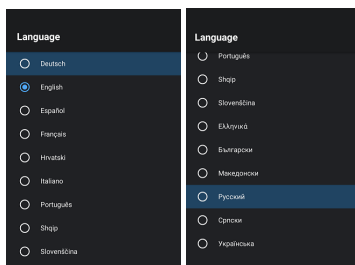 Language
Deutsch
English
Español
Français
Hrvatski
Italiano
Português
Shqip
Slovenščina
Language
Português
Shqip
Slovenščina
Ελληνικά
Български
Македонски
Русский
Српски
Українська